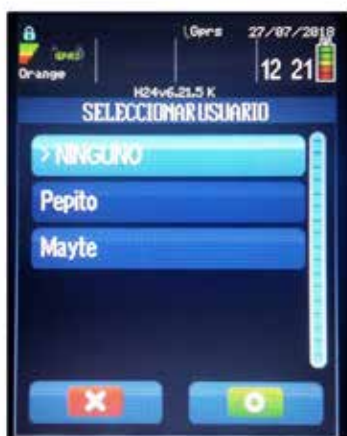 Gprs 27/07/2018
Orange
12 21
H24v6.21.5 K
SELECCIONAR USUARIO
> NINGUNO
Pepito
Mayte